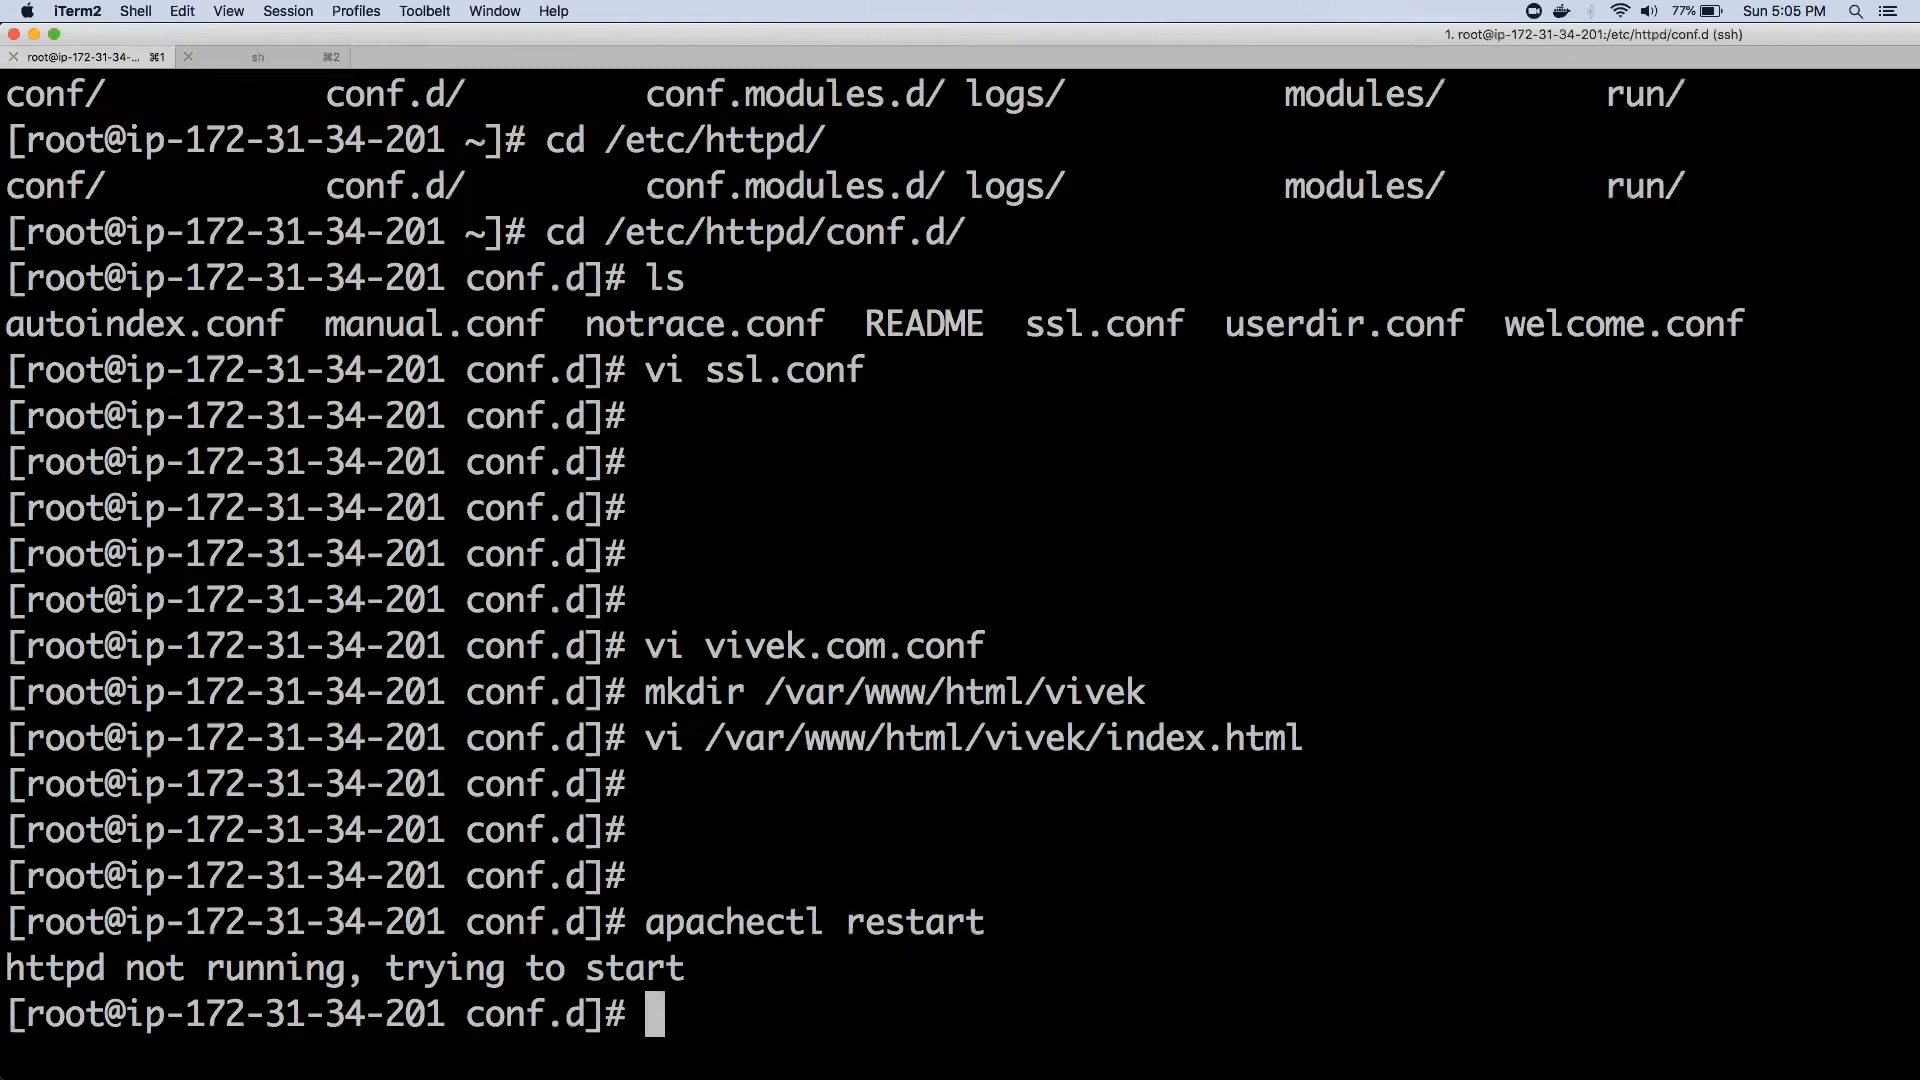 iTerm2 Shell Edit View Session Profiles Toolbelt Window Help 77% Sun 5:05 PM
1. root@ip-172-31-34-201:/etc/httpd/conf.d (ssh)
root@ip-172-31-34-... ⌘1 sh ⌘2
conf/ conf.d/ conf.modules.d/ logs/ modules/ run/
[root@ip-172-31-34-201 ~]# cd /etc/httpd/
conf/ conf.d/ conf.modules.d/ logs/ modules/ run/
[root@ip-172-31-34-201 ~]# cd /etc/httpd/conf.d/
[root@ip-172-31-34-201 conf.d]# ls
autoindex.conf manual.conf notrace.conf README ssl.conf userdir.conf welcome.conf
[root@ip-172-31-34-201 conf.d]# vi ssl.conf
[root@ip-172-31-34-201 conf.d]#
[root@ip-172-31-34-201 conf.d]#
[root@ip-172-31-34-201 conf.d]#
[root@ip-172-31-34-201 conf.d]#
[root@ip-172-31-34-201 conf.d]#
[root@ip-172-31-34-201 conf.d]# vi vivek.com.conf
[root@ip-172-31-34-201 conf.d]# mkdir /var/www/html/vivek
[root@ip-172-31-34-201 conf.d]# vi /var/www/html/vivek/index.html
[root@ip-172-31-34-201 conf.d]#
[root@ip-172-31-34-201 conf.d]#
[root@ip-172-31-34-201 conf.d]#
[root@ip-172-31-34-201 conf.d]# apachectl restart
httpd not running, trying to start
[root@ip-172-31-34-201 conf.d]#